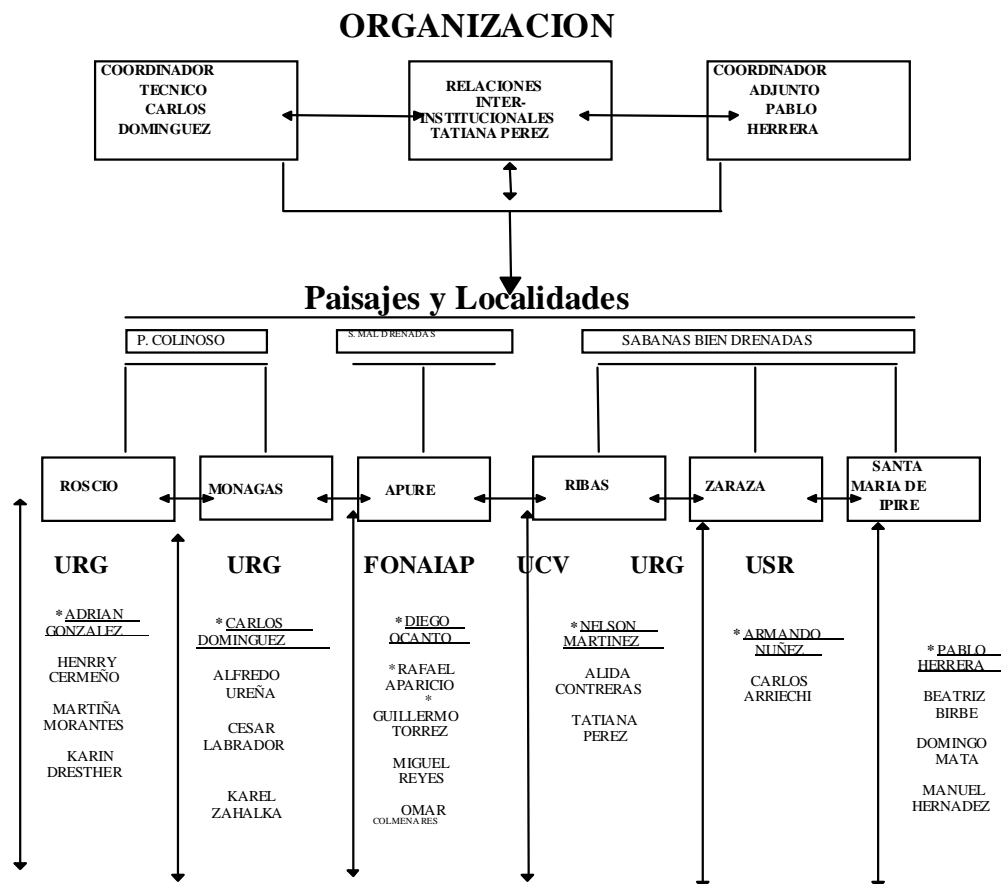 ORGANIZACION
COORDINADOR
TECNICO
CARLOS
DOMINGUEZ
RELACIONES
INTER-
INSTITUCIONALES
TATIANA PEREZ
COORDINADOR
ADJUNTO
PABLO
HERRERA
Paisajes y Localidades
P. COLINOSO
S. MAL DRENADAS
SABANAS BIEN DRENADAS
ROSCIO
MONAGAS
APURE
RIBAS
ZARAZA
SANTA
MARIA DE
IPIRE
URG
URG
FONAIAP
UCV
URG
USR
* ADRIAN
GONZALEZ
HENRRY
CERMEÑO
MARTIÑA
MORANTES
KARIN
DRESTHER
* CARLOS
DOMINGUEZ
ALFREDO
UREÑA
CESAR
LABRADOR
KAREL
ZAHALKA
* DIEGO
OCANTO
*RAFAEL
APARICIO
*
GUILLERMO
TORREZ
MIGUEL
REYES
OMAR
COLMENARES
* NELSON
MARTINEZ
ALIDA
CONTRERAS
TATIANA
PEREZ
* ARMANDO
NUÑEZ
CARLOS
ARRIECHI
* PABLO
HERRERA
BEATRIZ
BIRBE
DOMINGO
MATA
MANUEL
HERNADEZ